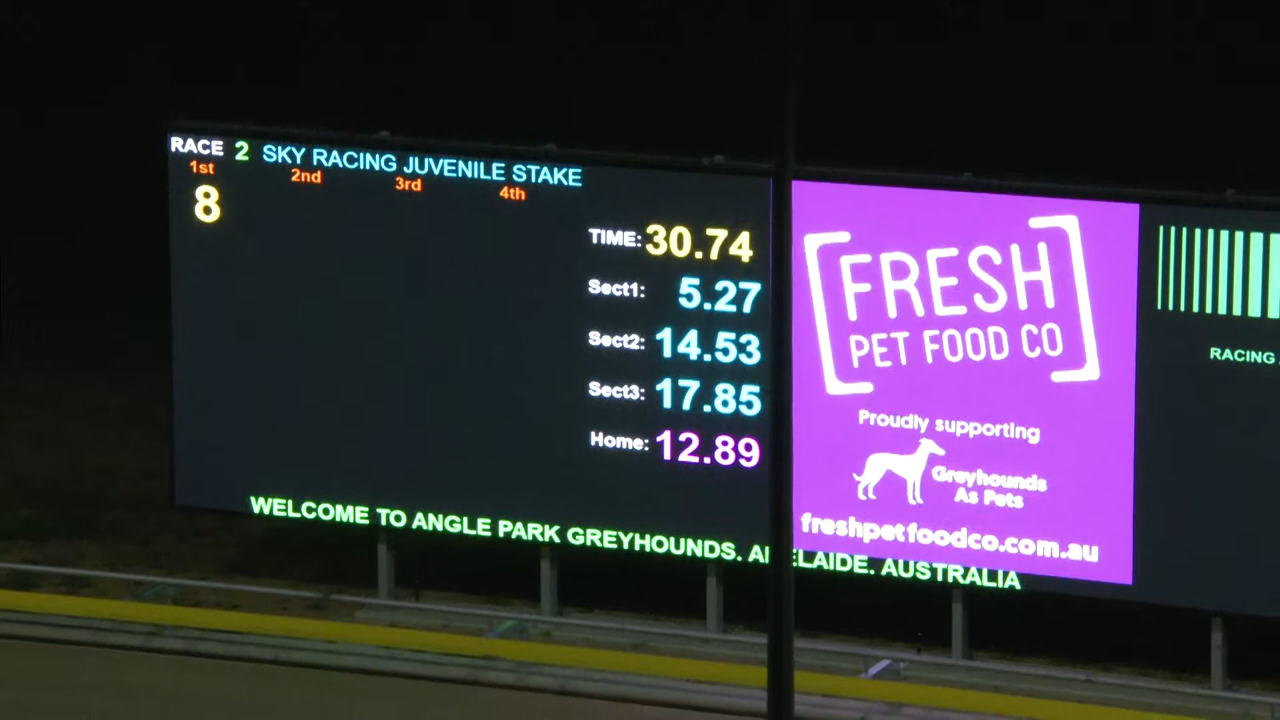 RACE 2 SKY RACING JUVENILE STAKE
1st 2nd 3rd 4th
8
TIME: 30.74
Sect1: 5.27
Sect2: 14.53
Sect3: 17.85
Home: 12.89
WELCOME TO ANGLE PARK GREYHOUNDS. ADELAIDE. AUSTRALIA
FRESH
PET FOOD CO
Proudly supporting
Greyhounds
As Pets
freshpetfoodco.com.au
RACING